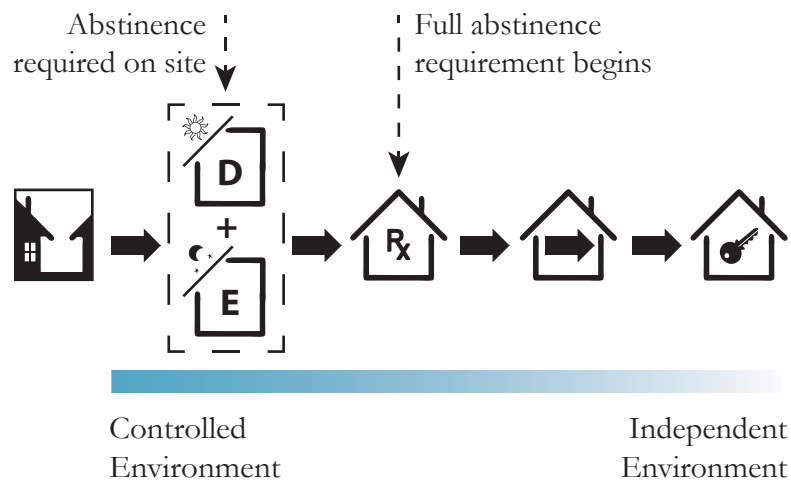 Abstinence
required on site
Full abstinence
requirement begins
D
+
E
Rx
Controlled
Environment
Independent
Environment